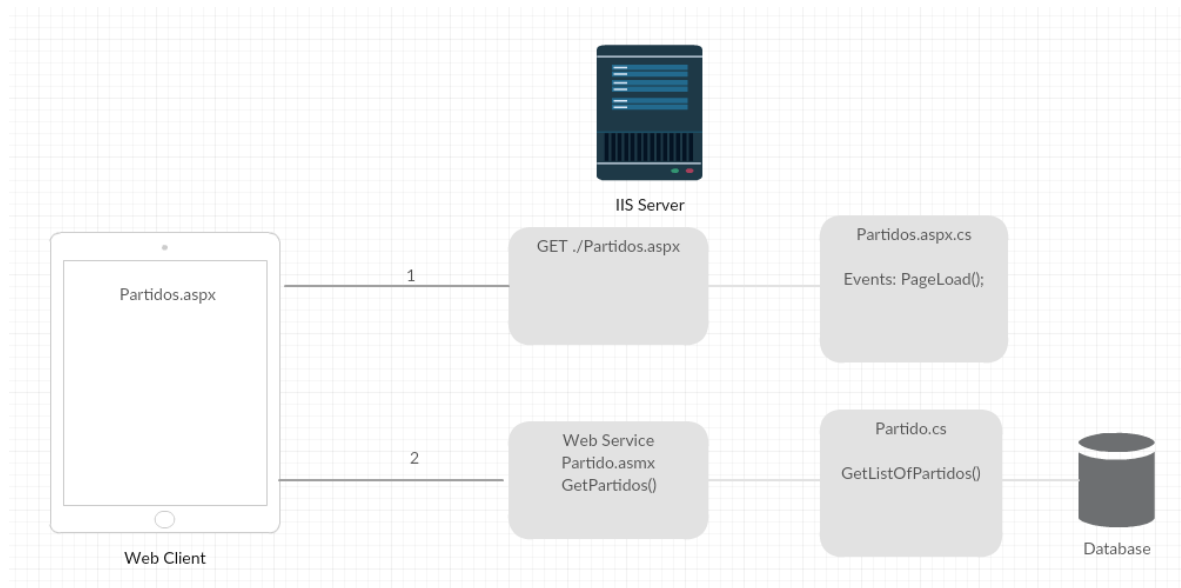 IIS Server
GET ./Partidos.aspx
Partidos.aspx.cs
Events: PageLoad();
1
Partidos.aspx
Web Service
Partido.asmx
GetPartidos()
Partido.cs
GetListOfPartidos()
2
Web Client
Database